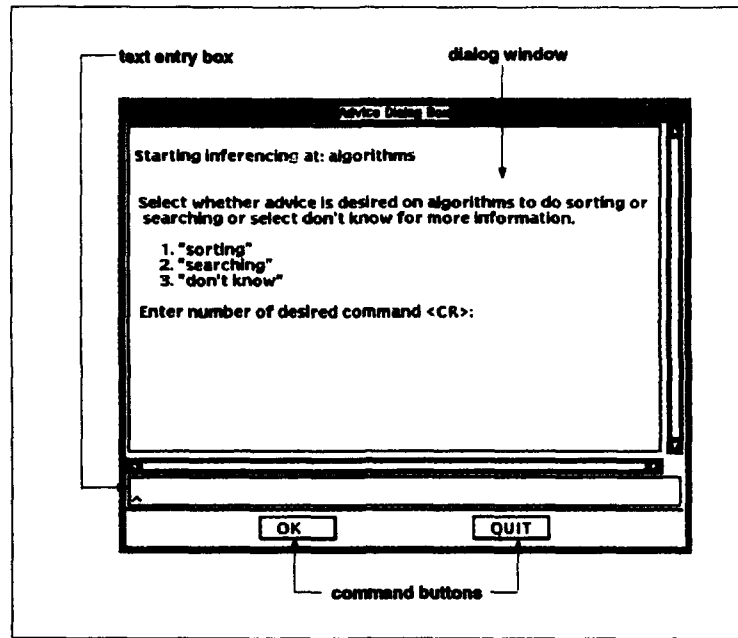 text entry box
dialog window
Advice Dialog Box
Starting inferencing at: algorithms
Select whether advice is desired on algorithms to do sorting or
searching or select don't know for more information.
1. "sorting"
2. "searching"
3. "don't know"
Enter number of desired command <CR>:
^
OK
QUIT
command buttons